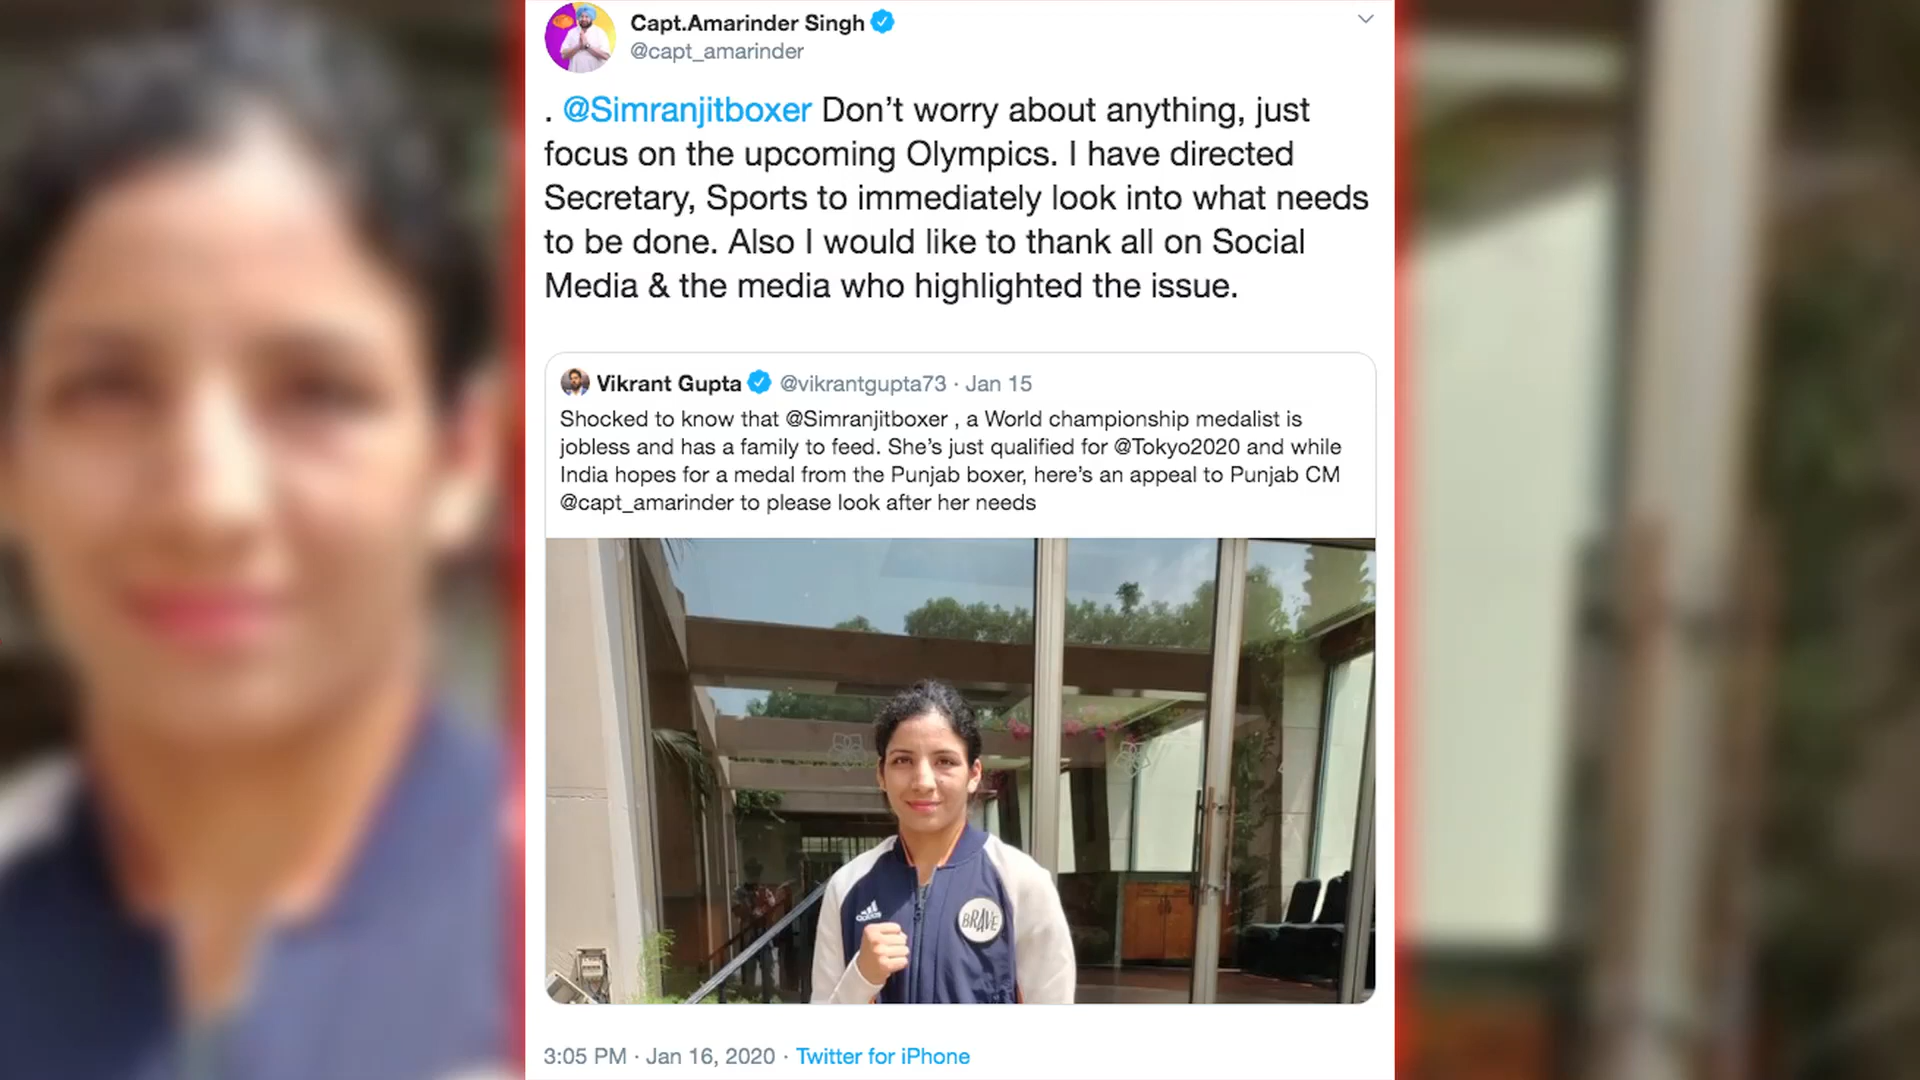 Capt.Amarinder Singh
@capt_amarinder
. @Simranjitboxer Don’t worry about anything, just
focus on the upcoming Olympics. I have directed
Secretary, Sports to immediately look into what needs
to be done. Also I would like to thank all on Social
Media & the media who highlighted the issue.
Vikrant Gupta @vikrantgupta73 · Jan 15
Shocked to know that @Simranjitboxer , a World championship medalist is
jobless and has a family to feed. She’s just qualified for @Tokyo2020 and while
India hopes for a medal from the Punjab boxer, here’s an appeal to Punjab CM
@capt_amarinder to please look after her needs
adidas
BRAVE
3:05 PM · Jan 16, 2020 · Twitter for iPhone